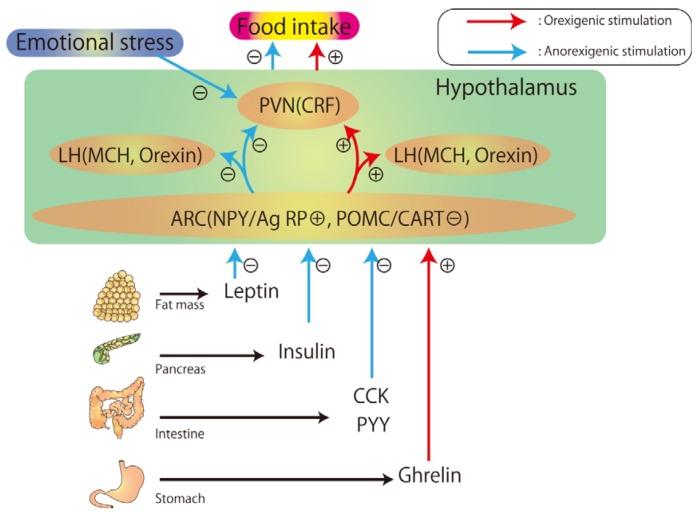 Food intake
: Orexigenic stimulation
: Anorexigenic stimulation
Emotional stress
⊖
⊕
⊖
Hypothalamus
PVN(CRF)
⊖
⊕
LH(MCH, Orexin)
LH(MCH, Orexin)
⊖
⊕
ARC(NPY/Ag RP⊕, POMC/CART⊖)
⊖
⊖
⊖
⊕
Leptin
Fat mass
Insulin
Pancreas
CCK
PYY
Intestine
Ghrelin
Stomach